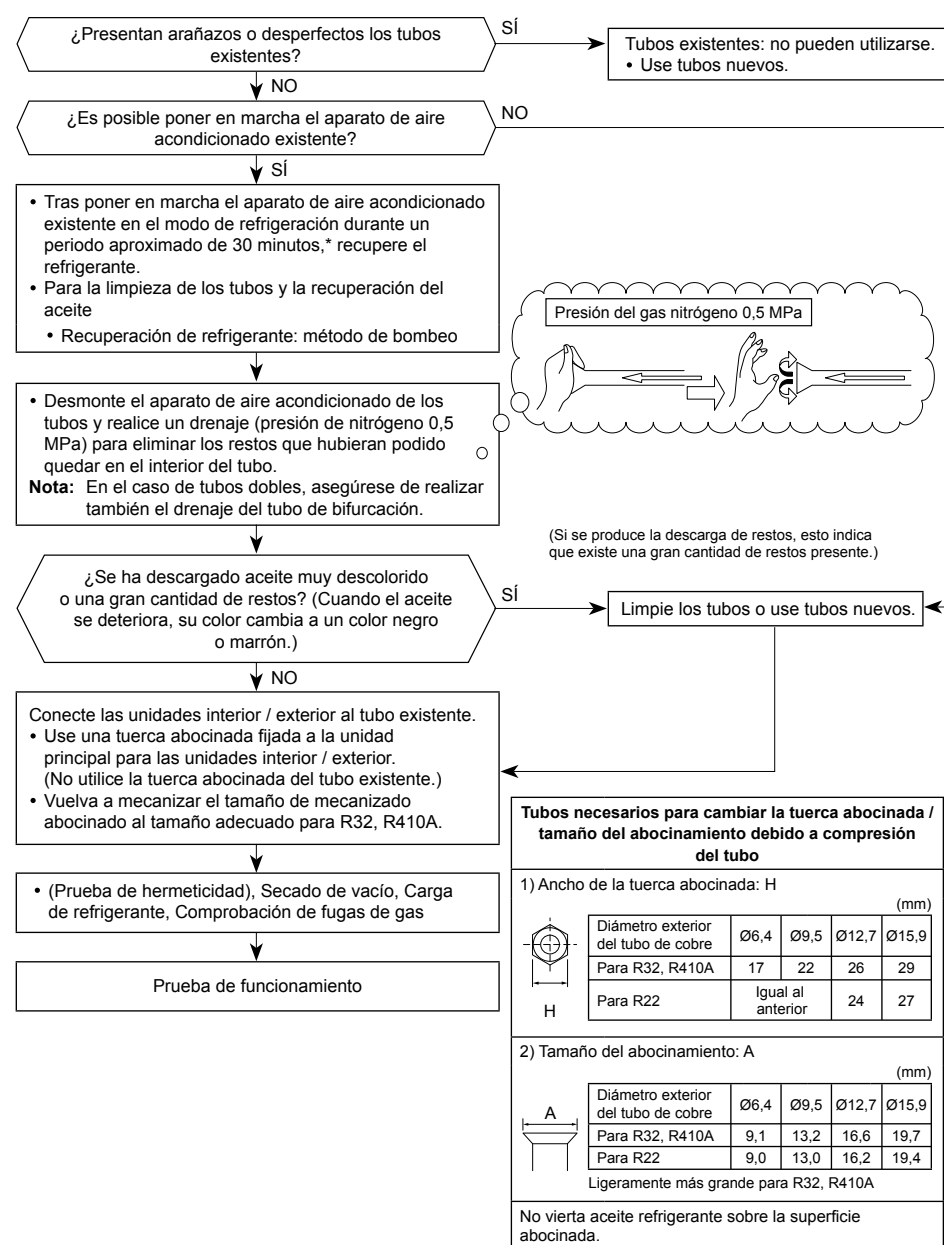 ¿Presentan arañazos o desperfectos los tubos
existentes?
SÍ
Tubos existentes: no pueden utilizarse.
• Use tubos nuevos.
NO
¿Es posible poner en marcha el aparato de aire
acondicionado existente?
NO
SÍ
• Tras poner en marcha el aparato de aire acondicionado
existente en el modo de refrigeración durante un
periodo aproximado de 30 minutos,* recupere el
refrigerante.
• Para la limpieza de los tubos y la recuperación del
aceite
• Recuperación de refrigerante: método de bombeo
Presión del gas nitrógeno 0,5 MPa
• Desmonte el aparato de aire acondicionado de los
tubos y realice un drenaje (presión de nitrógeno 0,5
MPa) para eliminar los restos que hubieran podido
quedar en el interior del tubo.
Nota: En el caso de tubos dobles, asegúrese de realizar
también el drenaje del tubo de bifurcación.
(Si se produce la descarga de restos, esto indica
que existe una gran cantidad de restos presente.)
¿Se ha descargado aceite muy descolorido
o una gran cantidad de restos? (Cuando el aceite
se deteriora, su color cambia a un color negro
o marrón.)
SÍ
Limpie los tubos o use tubos nuevos.
NO
Conecte las unidades interior / exterior al tubo existente.
• Use una tuerca abocinada fijada a la unidad
principal para las unidades interior / exterior.
(No utilice la tuerca abocinada del tubo existente.)
• Vuelva a mecanizar el tamaño de mecanizado
abocinado al tamaño adecuado para R32, R410A.
• (Prueba de hermeticidad), Secado de vacío, Carga
de refrigerante, Comprobación de fugas de gas
Prueba de funcionamiento
Tubos necesarios para cambiar la tuerca abocinada /
tamaño del abocinamiento debido a compresión
del tubo
1) Ancho de la tuerca abocinada: H
(mm)
Diámetro exterior
del tubo de cobre Ø6,4 Ø9,5 Ø12,7 Ø15,9
Para R32, R410A 17 22 26 29
Para R22 Igual al
anterior 24 27
H
2) Tamaño del abocinamiento: A
(mm)
A
Diámetro exterior
del tubo de cobre Ø6,4 Ø9,5 Ø12,7 Ø15,9
Para R32, R410A 9,1 13,2 16,6 19,7
Para R22 9,0 13,0 16,2 19,4
Ligeramente más grande para R32, R410A
No vierta aceite refrigerante sobre la superficie
abocinada.